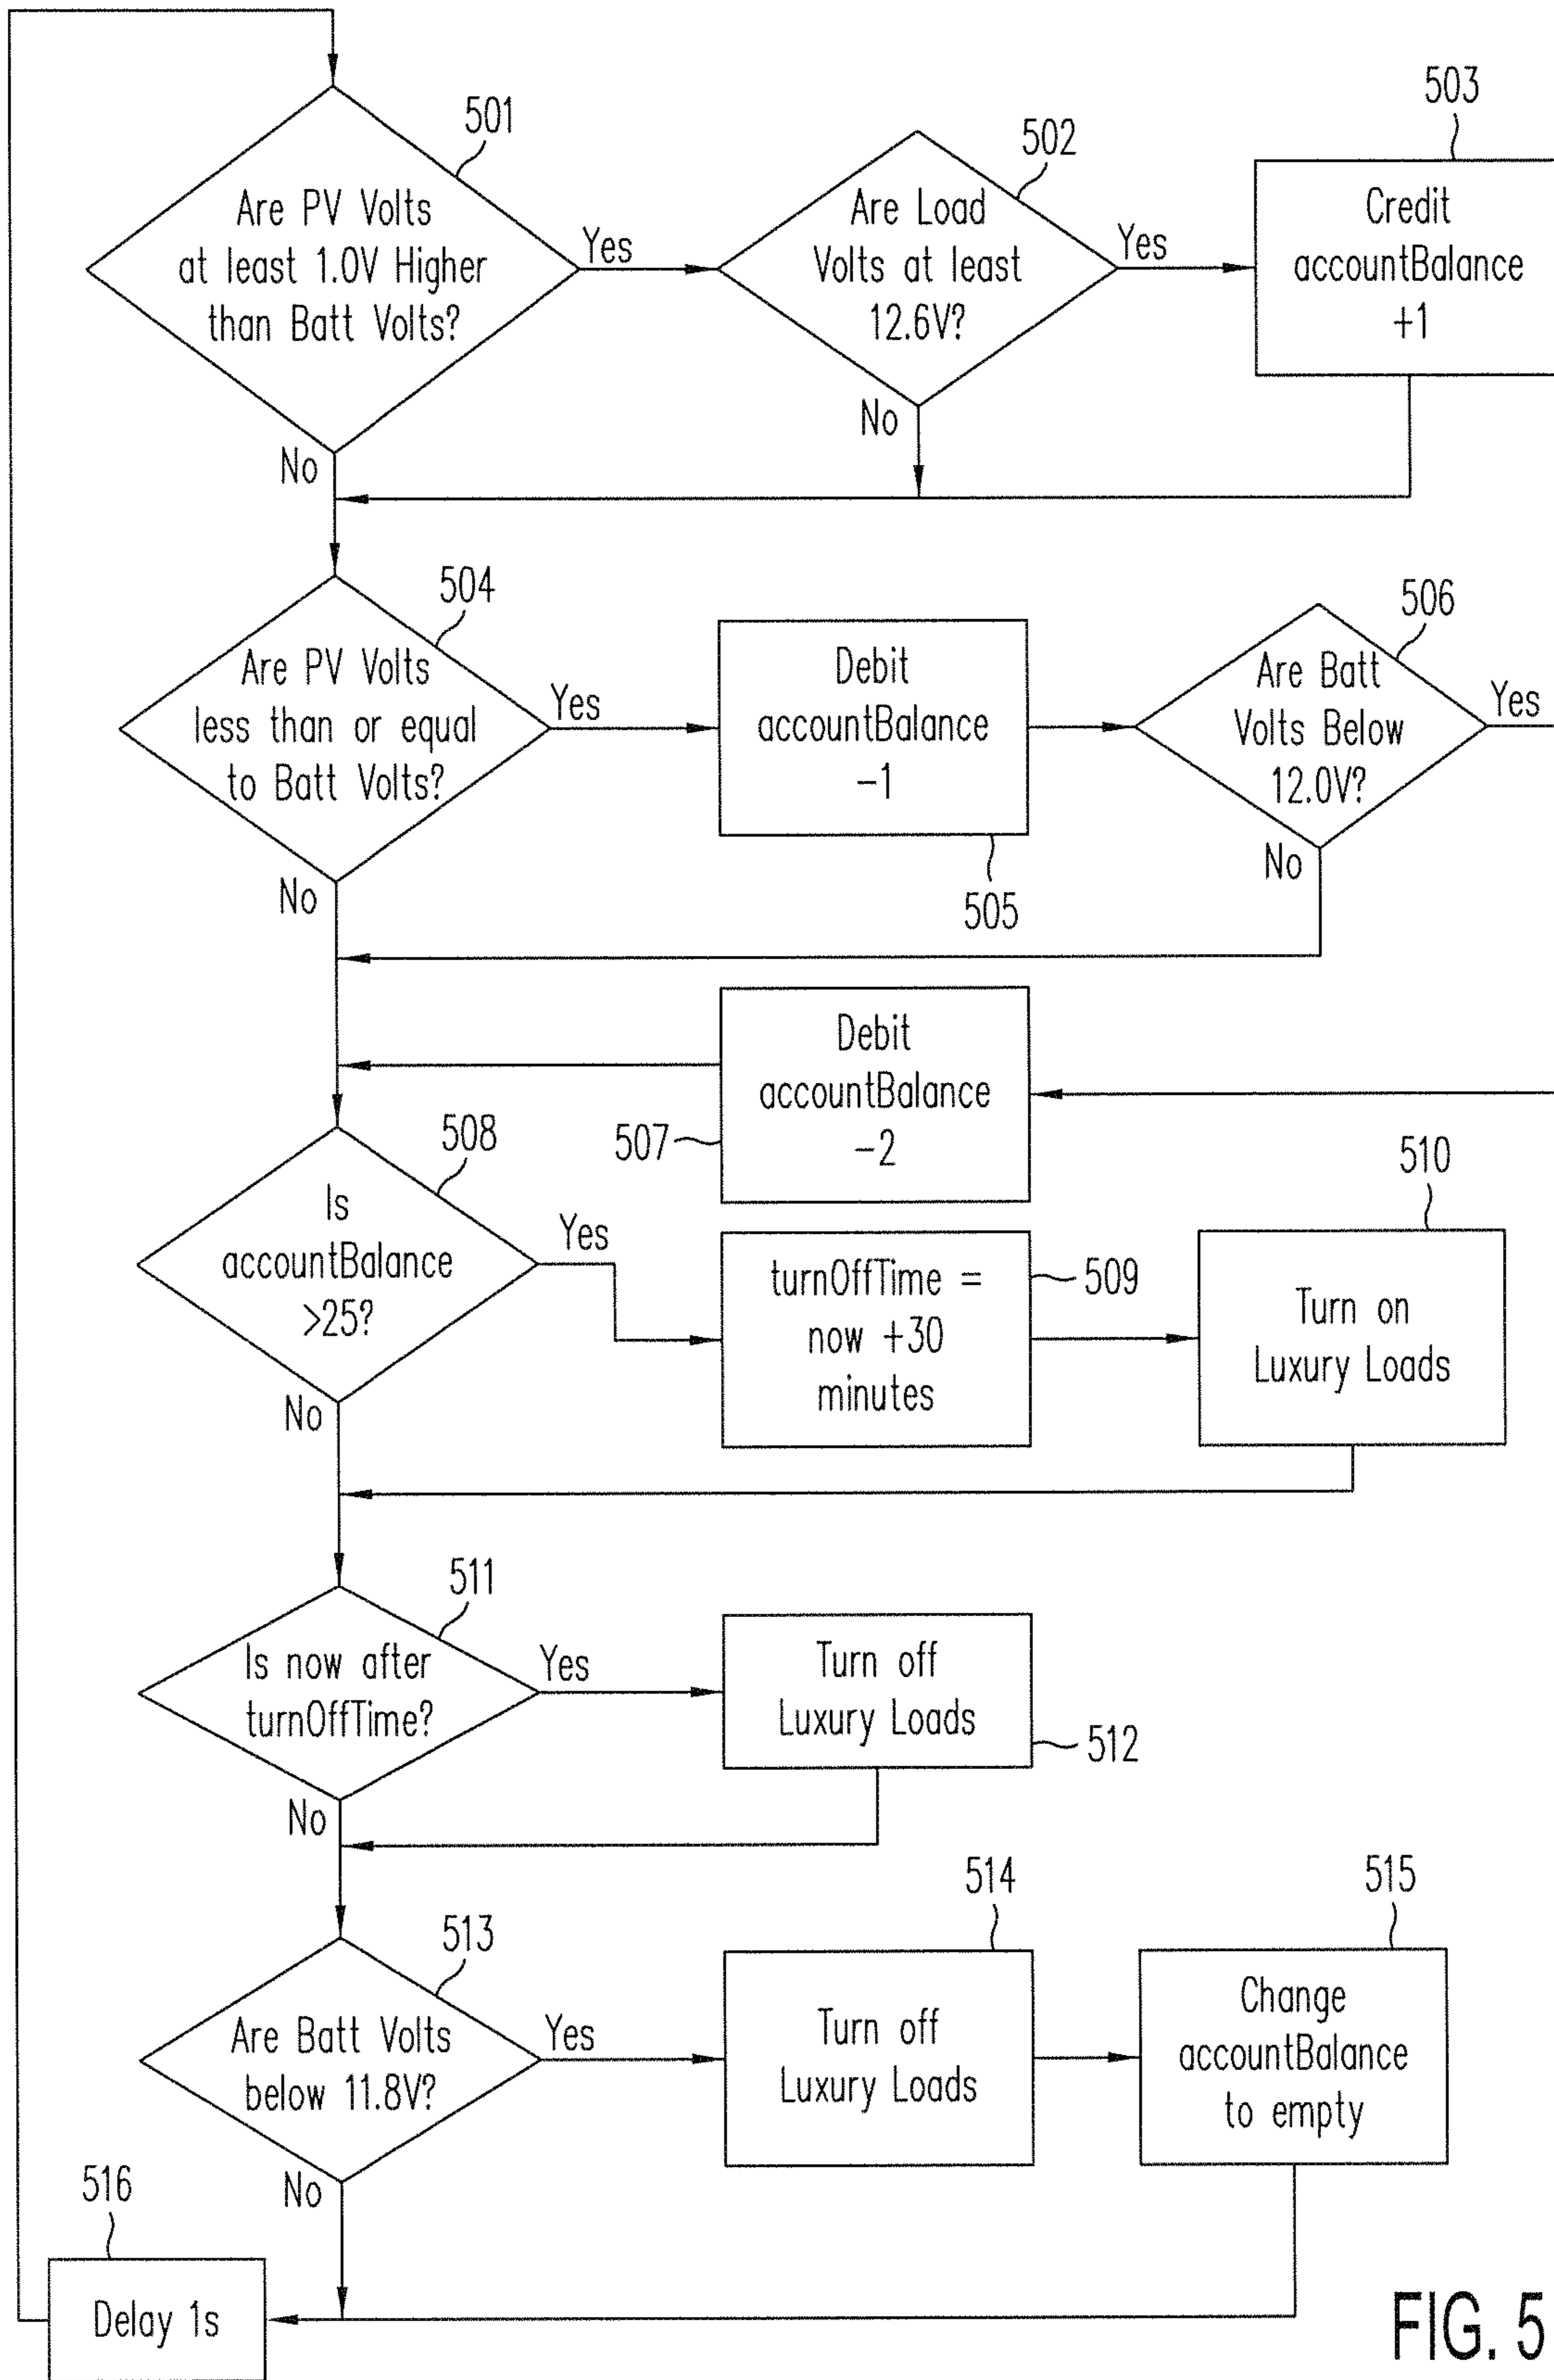 501
Are PV Volts
at least 1.0V Higher
than Batt Volts?
Yes
No
502
Are Load
Volts at least
12.6V?
Yes
No
503
Credit
accountBalance
+1
504
Are PV Volts
less than or equal
to Batt Volts?
Yes
No
Debit
accountBalance
-1
505
506
Are Batt
Volts Below
12.0V?
Yes
No
Debit
accountBalance
-2
507
508
Is
accountBalance
>25?
Yes
No
turnOffTime =
now +30
minutes
509
510
Turn on
Luxury Loads
511
Is now after
turnOffTime?
Yes
No
Turn off
Luxury Loads
512
513
Are Batt Volts
below 11.8V?
Yes
No
514
Turn off
Luxury Loads
515
Change
accountBalance
to empty
516
Delay 1s
FIG. 5